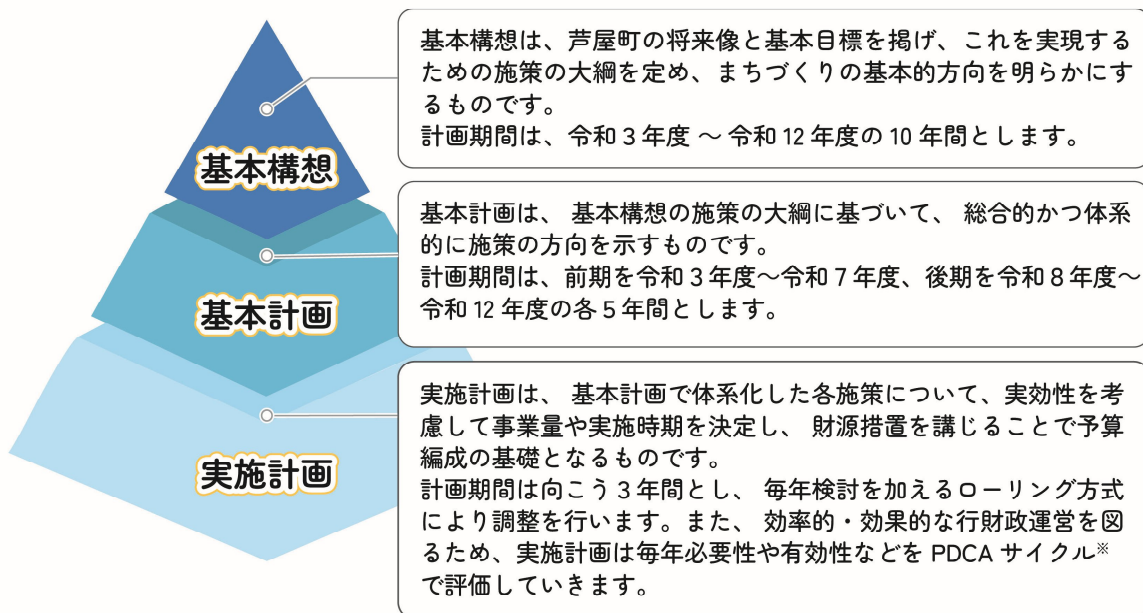 基本構想は、芦屋町の将来像と基本目標を掲げ、これを実現する
ための施策の大綱を定め、まちづくりの基本的方向を明らかにす
るものです。
計画期間は、令和３年度 ～ 令和 12 年度の 10 年間とします。
基本構想
基本計画は、 基本構想の施策の大綱に基づいて、 総合的かつ体系
的に施策の方向を示すものです。
計画期間は、前期を令和３年度～令和７年度、後期を令和８年度～
令和 12 年度の各５年間とします。
基本計画
実施計画は、 基本計画で体系化した各施策について、実効性を考
慮して事業量や実施時期を決定し、 財源措置を講じることで予算
編成の基礎となるものです。
計画期間は向こう３年間とし、 毎年検討を加えるローリング方式
により調整を行います。また、 効率的・効果的な行財政運営を図
るため、実施計画は毎年必要性や有効性などを PDCA サイクル※
で評価していきます。
実施計画